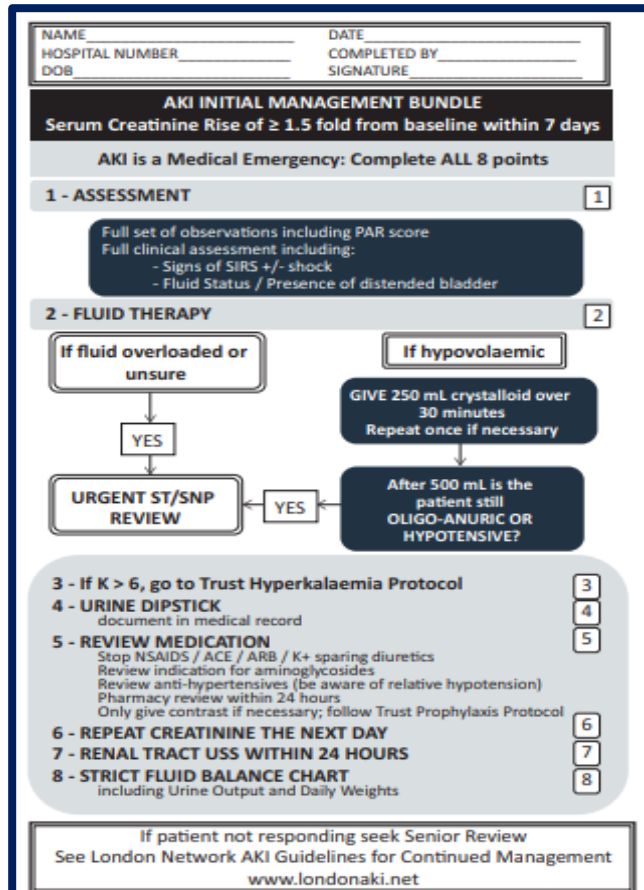 NAME________________________ DATE________________________
HOSPITAL NUMBER______________ COMPLETED BY__________________
DOB__________________________ SIGNATURE____________________
AKI INITIAL MANAGEMENT BUNDLE
Serum Creatinine Rise of ≥ 1.5 fold from baseline within 7 days
AKI is a Medical Emergency: Complete ALL 8 points
1 - ASSESSMENT 1
Full set of observations including PAR score
Full clinical assessment including:
- Signs of SIRS +/- shock
- Fluid Status / Presence of distended bladder
2 - FLUID THERAPY 2
If fluid overloaded or
unsure
YES
URGENT ST/SNP
REVIEW
If hypovolaemic
GIVE 250 mL crystalloid over
30 minutes
Repeat once if necessary
After 500 mL is the
patient still
OLIGO-ANURIC OR
HYPOTENSIVE?
YES
3 - If K > 6, go to Trust Hyperkalaemia Protocol 3
4 - URINE DIPSTICK 4
document in medical record
5 - REVIEW MEDICATION 5
Stop NSAIDS / ACE / ARB / K+ sparing diuretics
Review indication for aminoglycosides
Review anti-hypertensives (be aware of relative hypotension)
Pharmacy review within 24 hours
Only give contrast if necessary; follow Trust Prophylaxis Protocol
6 - REPEAT CREATININE THE NEXT DAY 6
7 - RENAL TRACT USS WITHIN 24 HOURS 7
8 - STRICT FLUID BALANCE CHART 8
including Urine Output and Daily Weights
If patient not responding seek Senior Review
See London Network AKI Guidelines for Continued Management
www.londonaki.net